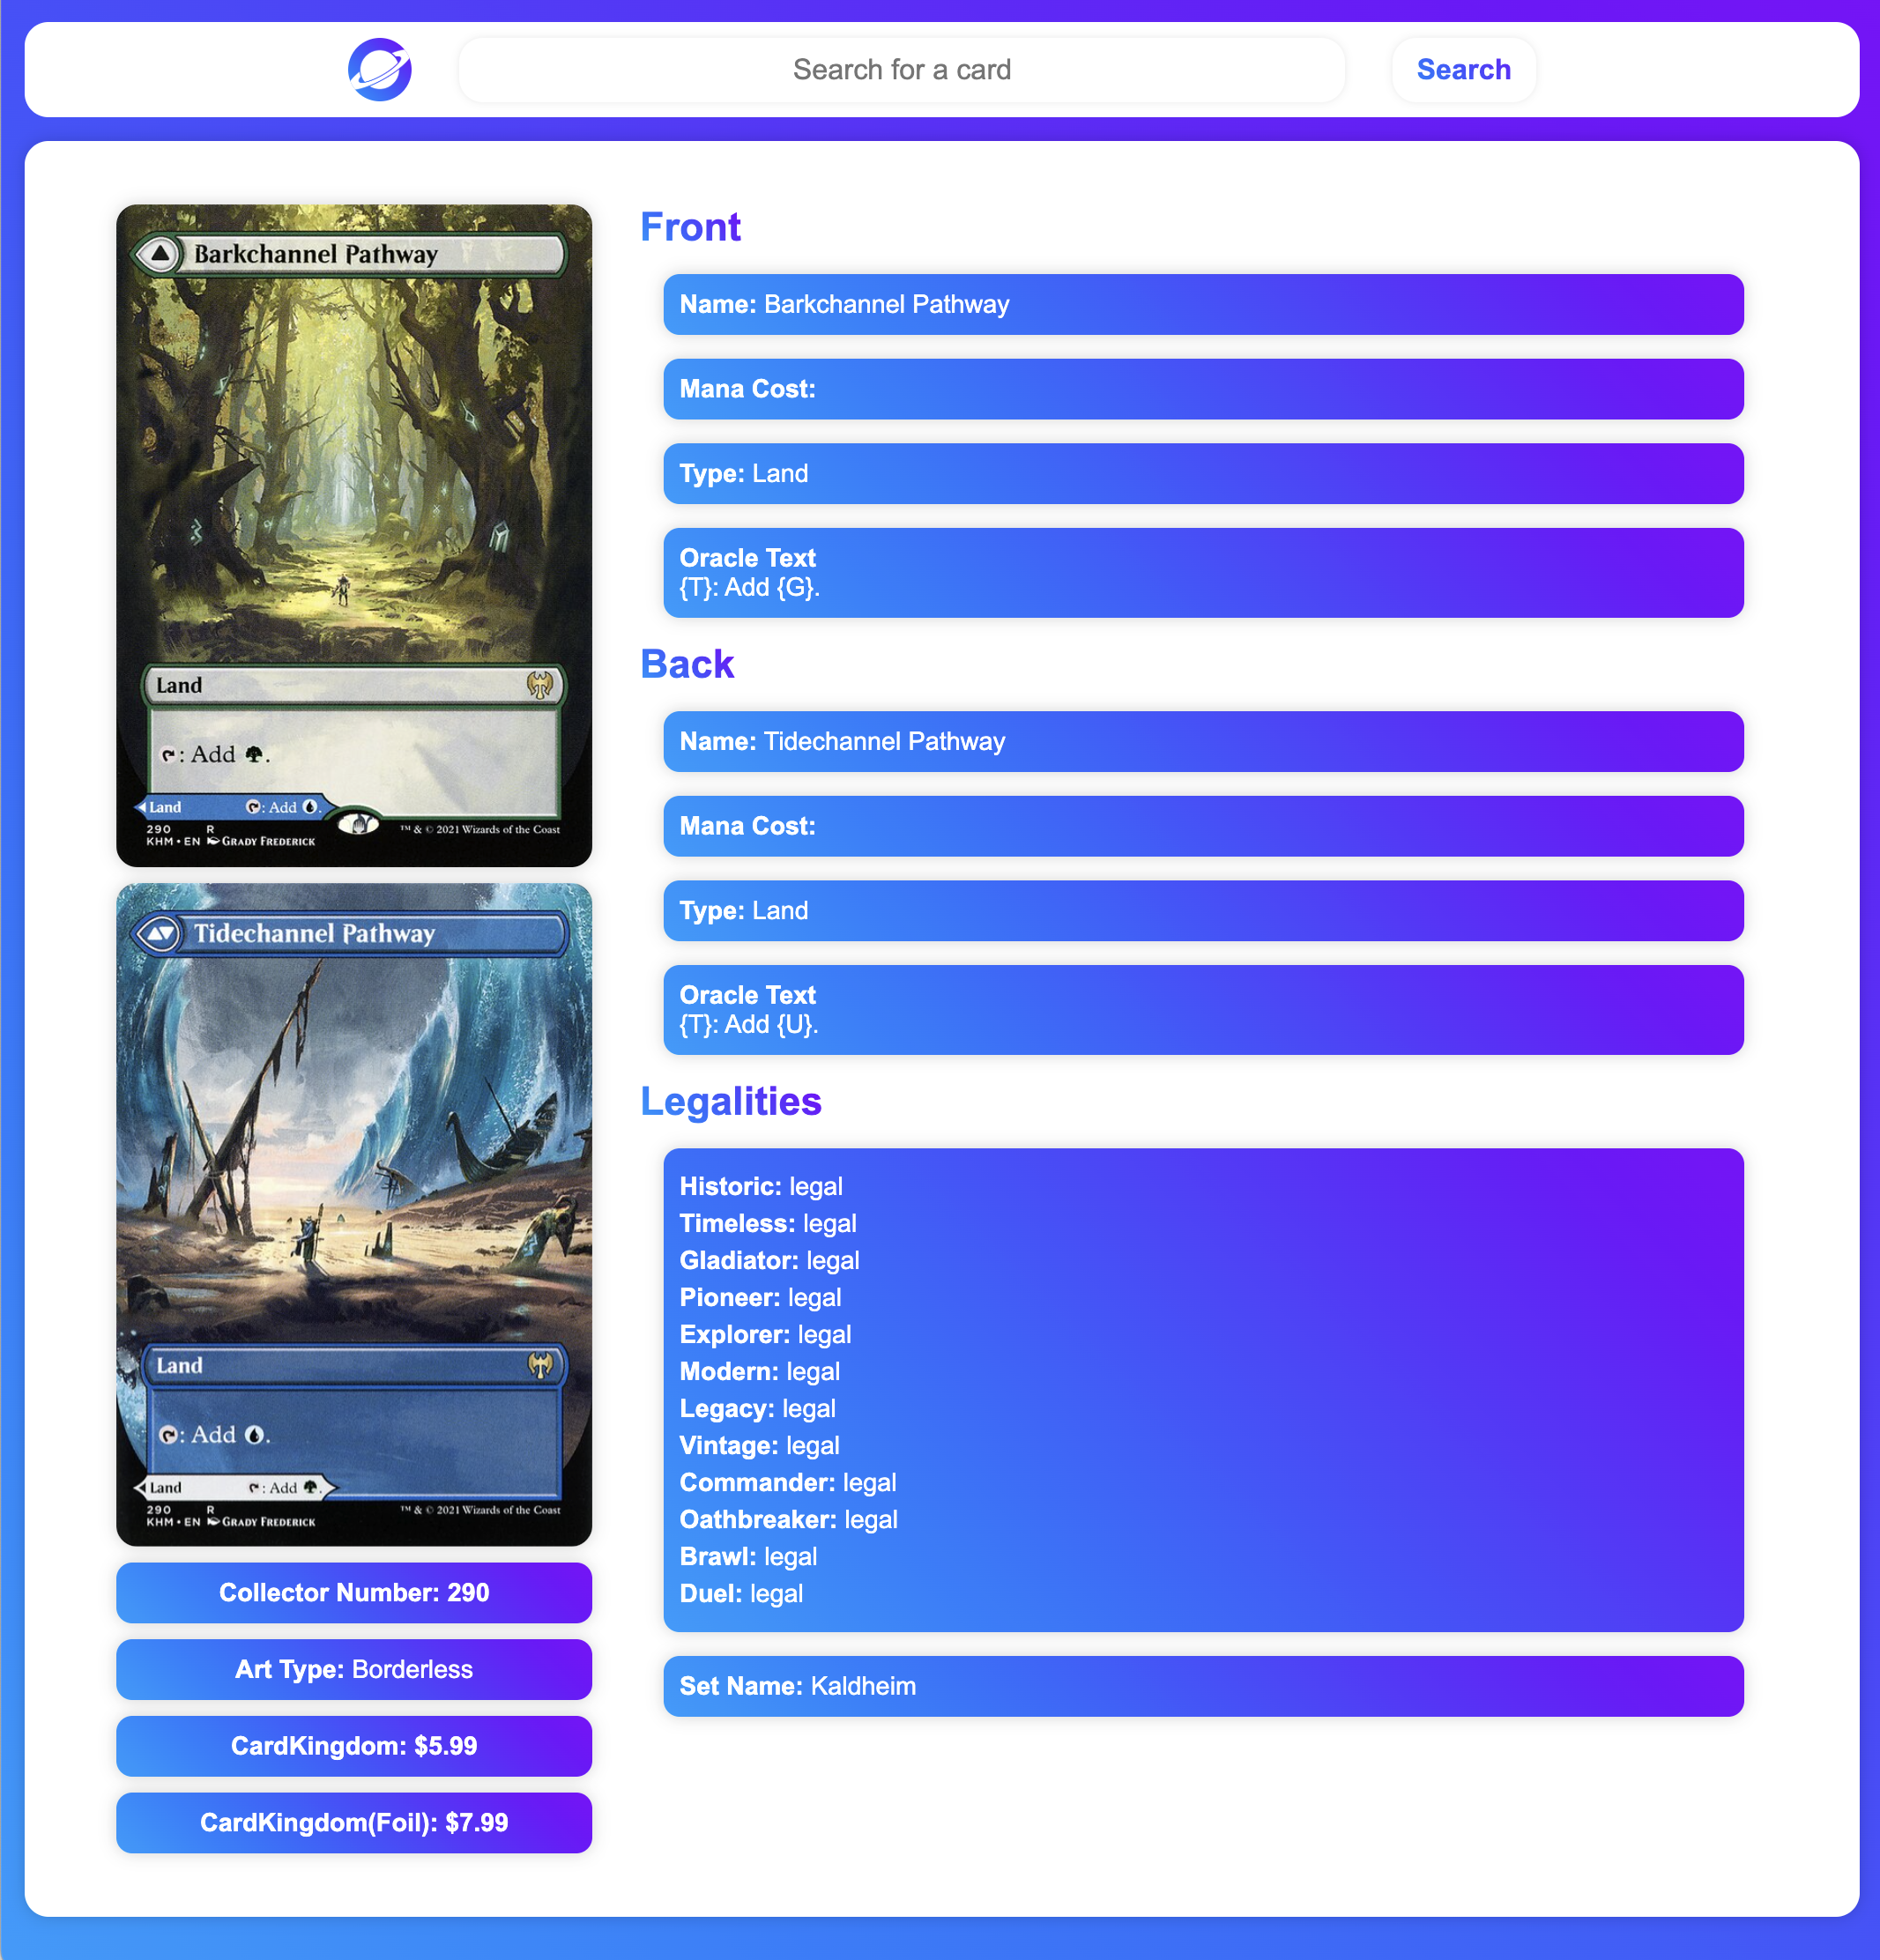 Search for a card
Search
Barkchannel Pathway
Land
: Add .
Land : Add .
290 R
KHM • EN GRADY FREDERICK
™ & © 2021 Wizards of the Coast
Tidechannel Pathway
Land
: Add .
Land : Add .
290 R
KHM • EN GRADY FREDERICK
™ & © 2021 Wizards of the Coast
Collector Number: 290
Art Type: Borderless
CardKingdom: $5.99
CardKingdom(Foil): $7.99
Front
Name: Barkchannel Pathway
Mana Cost:
Type: Land
Oracle Text
{T}: Add {G}.
Back
Name: Tidechannel Pathway
Mana Cost:
Type: Land
Oracle Text
{T}: Add {U}.
Legalities
Historic: legal
Timeless: legal
Gladiator: legal
Pioneer: legal
Explorer: legal
Modern: legal
Legacy: legal
Vintage: legal
Commander: legal
Oathbreaker: legal
Brawl: legal
Duel: legal
Set Name: Kaldheim